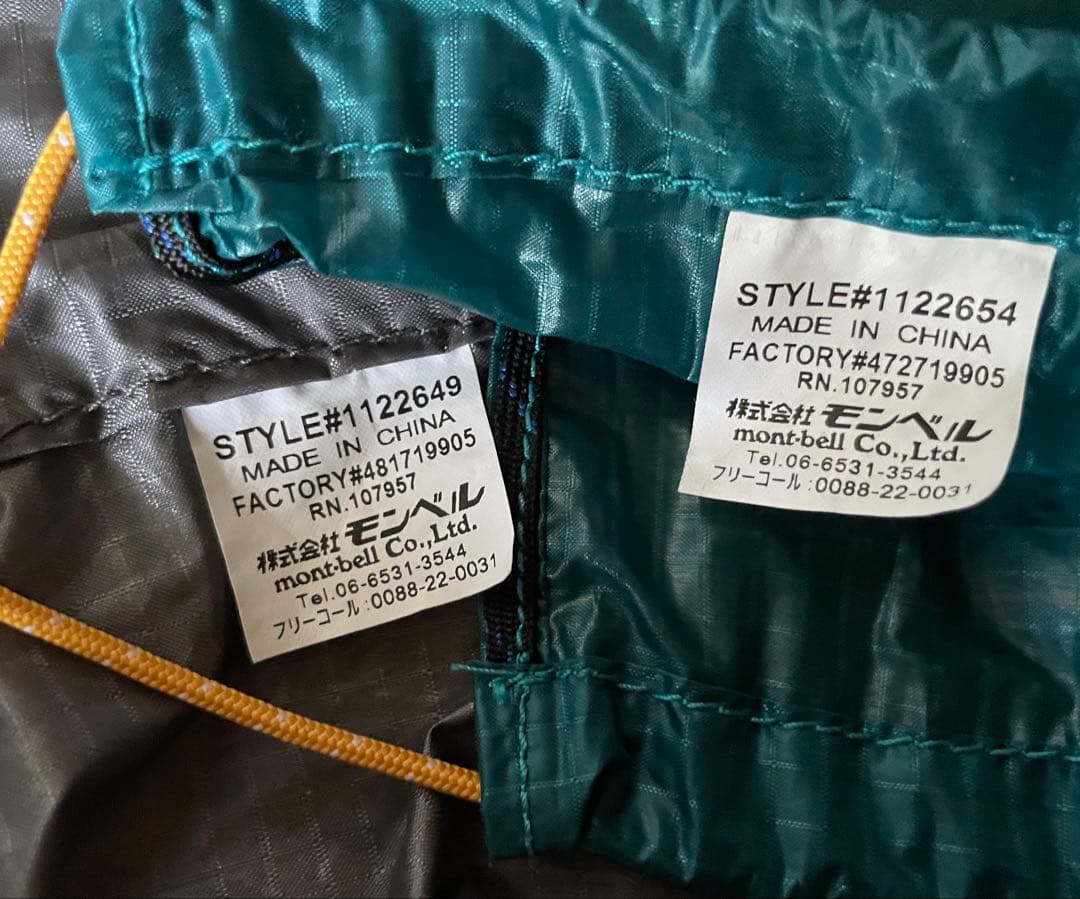 STYLE#1122649
MADE IN CHINA
FACTORY#481719905
RN.107957
株式会社 モンベル
mont-bell Co.,Ltd.
Tel.06-6531-3544
フリーコール:0088-22-0031
STYLE#1122654
MADE IN CHINA
FACTORY#472719905
RN.107957
株式会社 モンベル
mont-bell Co.,Ltd.
Tel.06-6531-3544
フリーコール:0088-22-0031